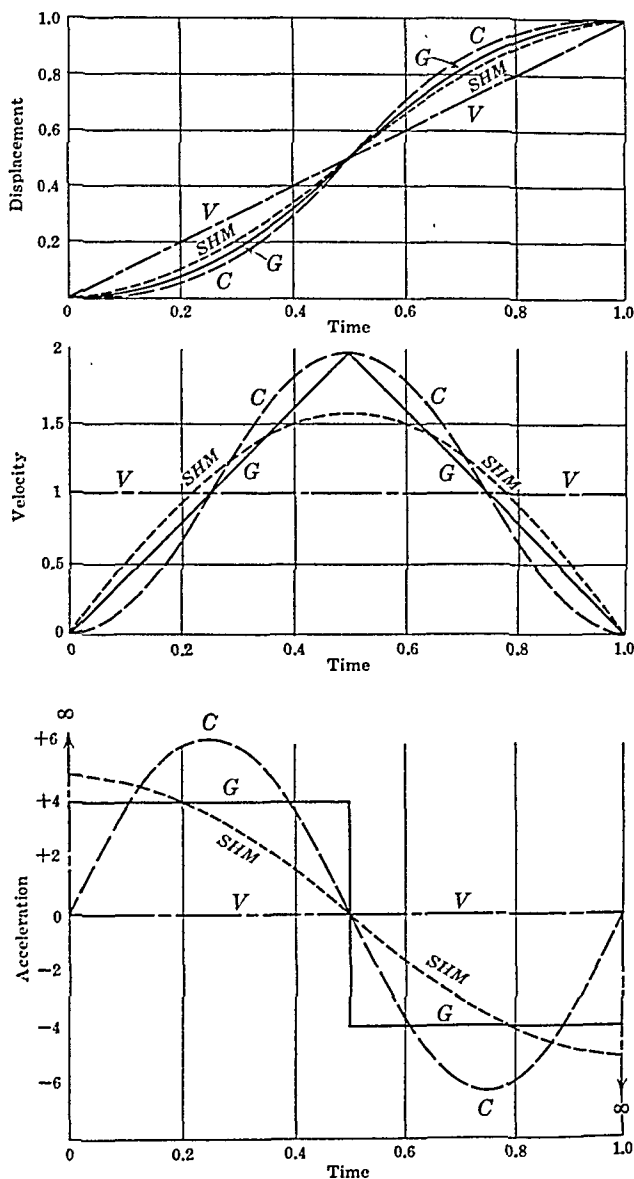 Displacement
1.0
0.8
0.6
0.4
0.2
0
C
G
SHM
V
V
SHM
G
C
0 0.2 0.4 0.6 0.8 1.0
Time
Velocity
2
1.5
1
0.5
0
C C
SHM SHM
G G
V V
0 0.2 0.4 0.6 0.8 1.0
Time
Acceleration
∞
+6
+4
+2
0
−2
−4
−6
C
G
SHM
V V
SHM
G
C
∞
0 0.2 0.4 0.6 0.8 1.0
Time